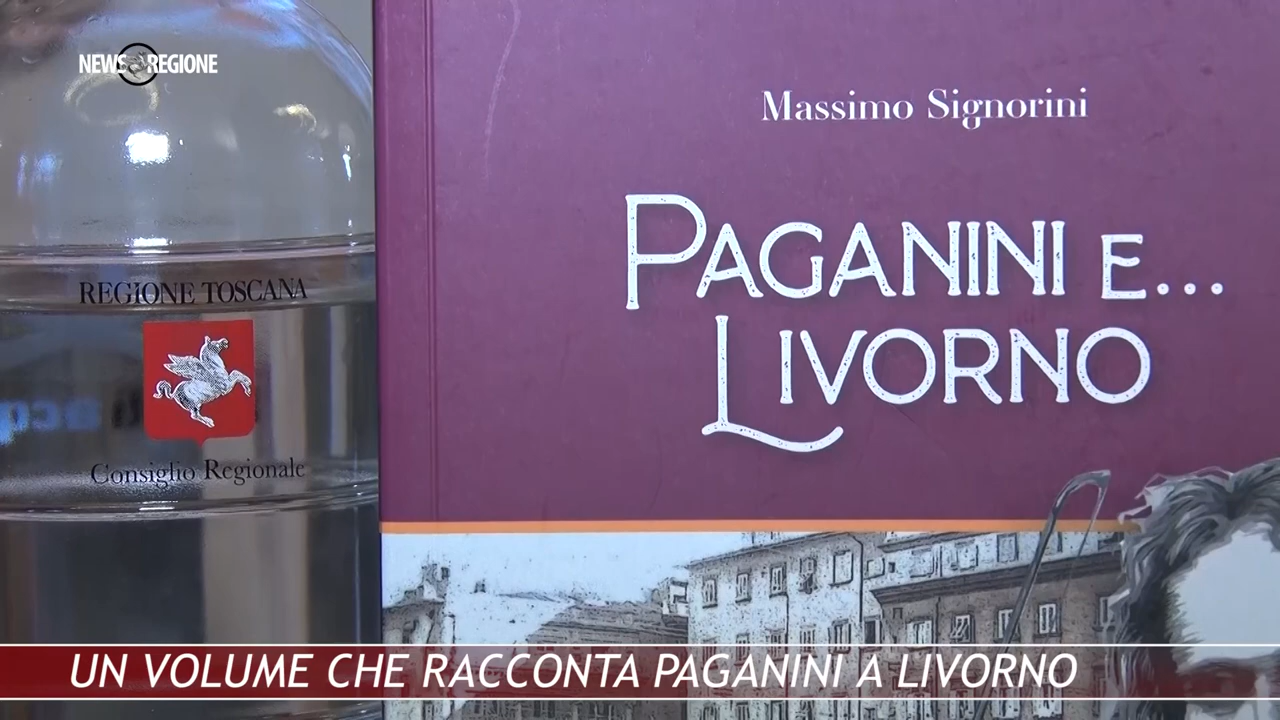 NEWS REGIONE
Massimo Signorini
PAGANINI E...
LIVORNO
REGIONE TOSCANA
Consiglio Regionale
UN VOLUME CHE RACCONTA PAGANINI A LIVORNO